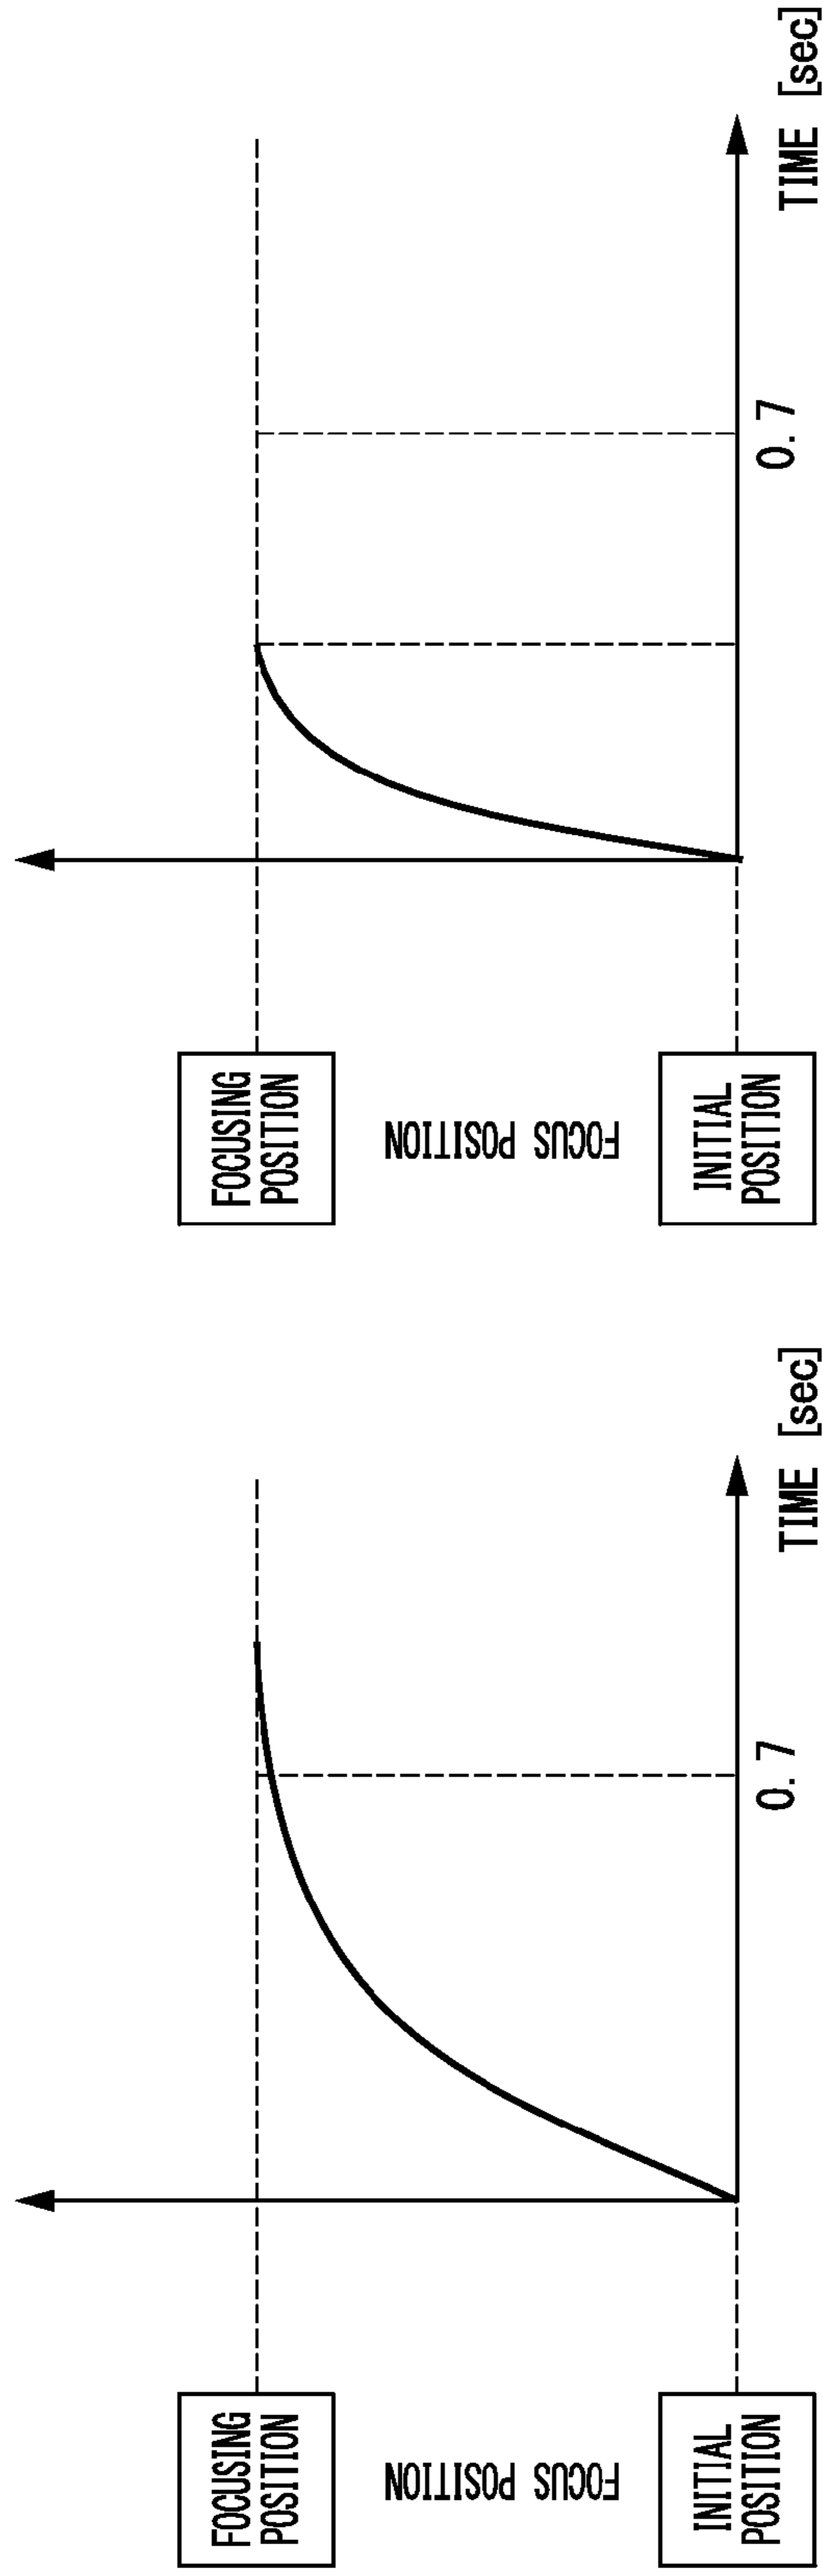 FOCUSING
POSITION
FOCUS POSITION
INITIAL
POSITION
0.7
TIME [sec]
FOCUSING
POSITION
FOCUS POSITION
INITIAL
POSITION
0.7
TIME [sec]